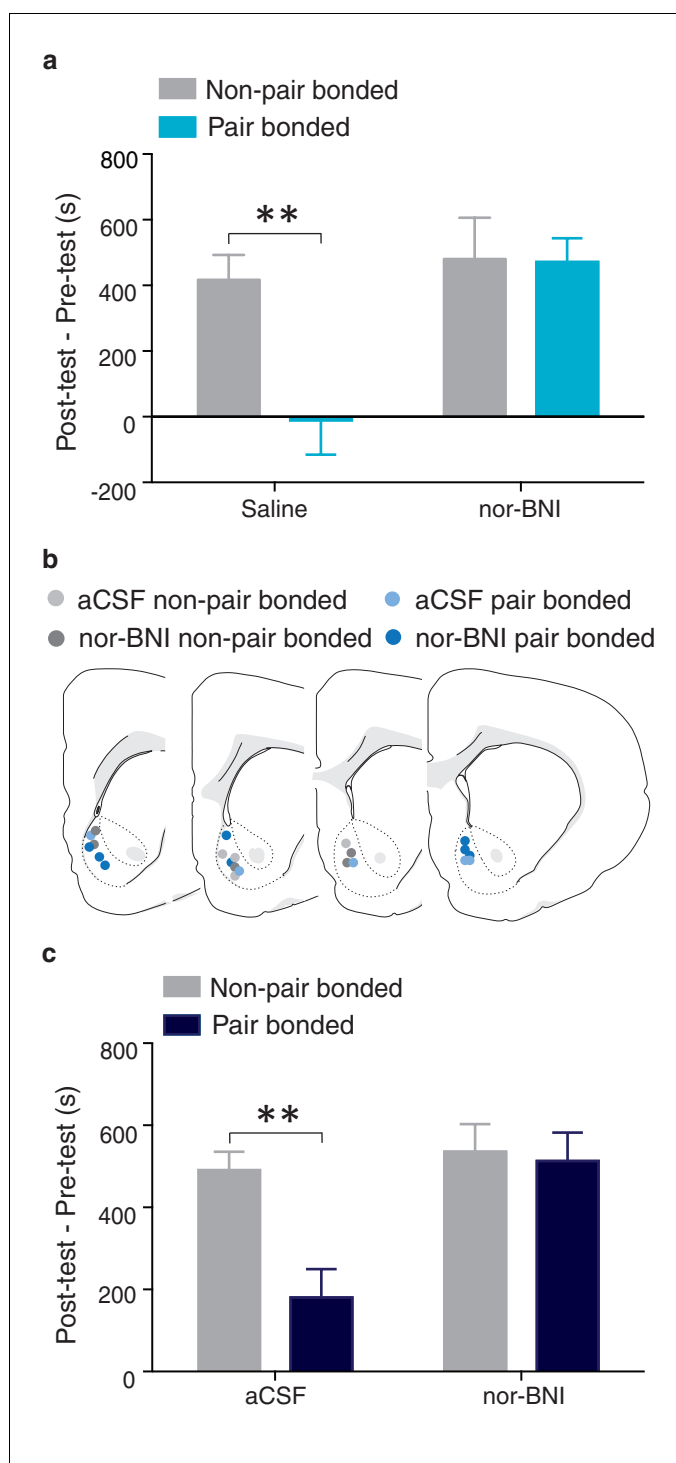 a
Non-pair bonded
Pair bonded
Post-test - Pre-test (s)
800
600
400
200
0
-200
**
Saline
nor-BNI
b
aCSF non-pair bonded
aCSF pair bonded
nor-BNI non-pair bonded
nor-BNI pair bonded
c
Non-pair bonded
Pair bonded
Post-test - Pre-test (s)
800
600
400
200
0
**
aCSF
nor-BNI